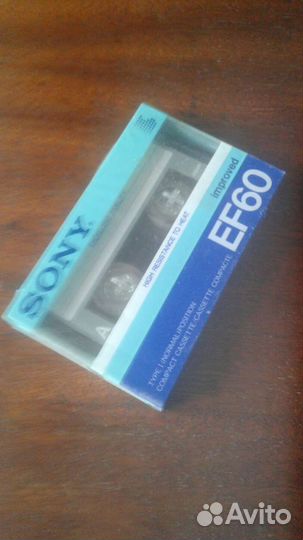 SONY
A
HIGH RESISTANCE TO HEAT
improved
EF60
TYPE I (NORMAL) POSITION
COMPACT CASSETTE CASSETTE COMPACTE
Avito